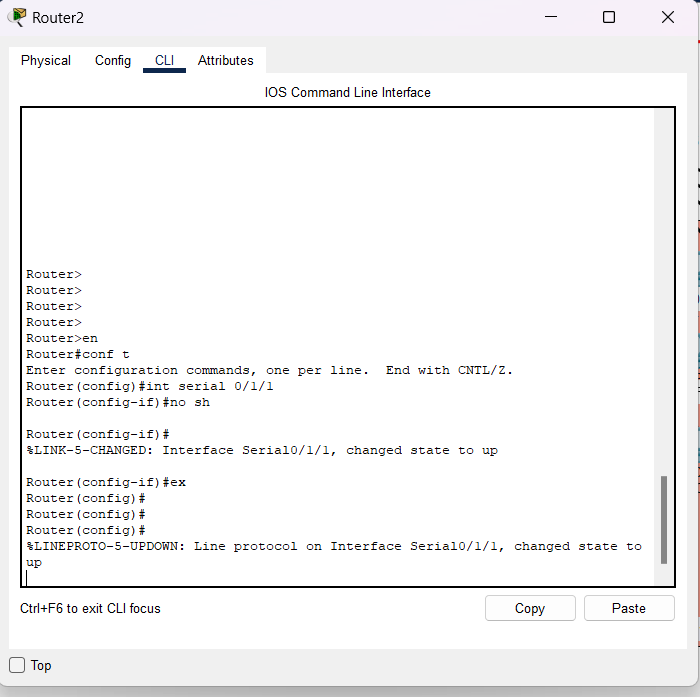 Router2
Physical Config CLI Attributes
IOS Command Line Interface
Router>
Router>
Router>
Router>
Router>en
Router#conf t
Enter configuration commands, one per line.  End with CNTL/Z.
Router(config)#int serial 0/1/1
Router(config-if)#no sh
Router(config-if)#
%LINK-5-CHANGED: Interface Serial0/1/1, changed state to up
Router(config-if)#ex
Router(config)#
Router(config)#
Router(config)#
%LINEPROTO-5-UPDOWN: Line protocol on Interface Serial0/1/1, changed state to
up
Ctrl+F6 to exit CLI focus
Copy Paste
Top